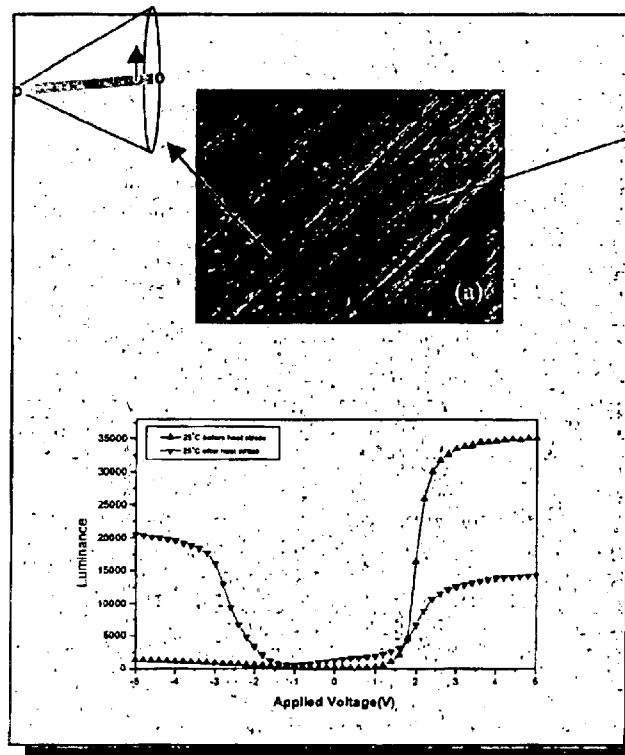 (a)
25°C before heat stress
25°C after heat stress
35000
30000
25000
20000
15000
10000
5000
0
Luminance
-5 -4 -3 -2 -1 0 1 2 3 4 5
Applied Voltage(V)